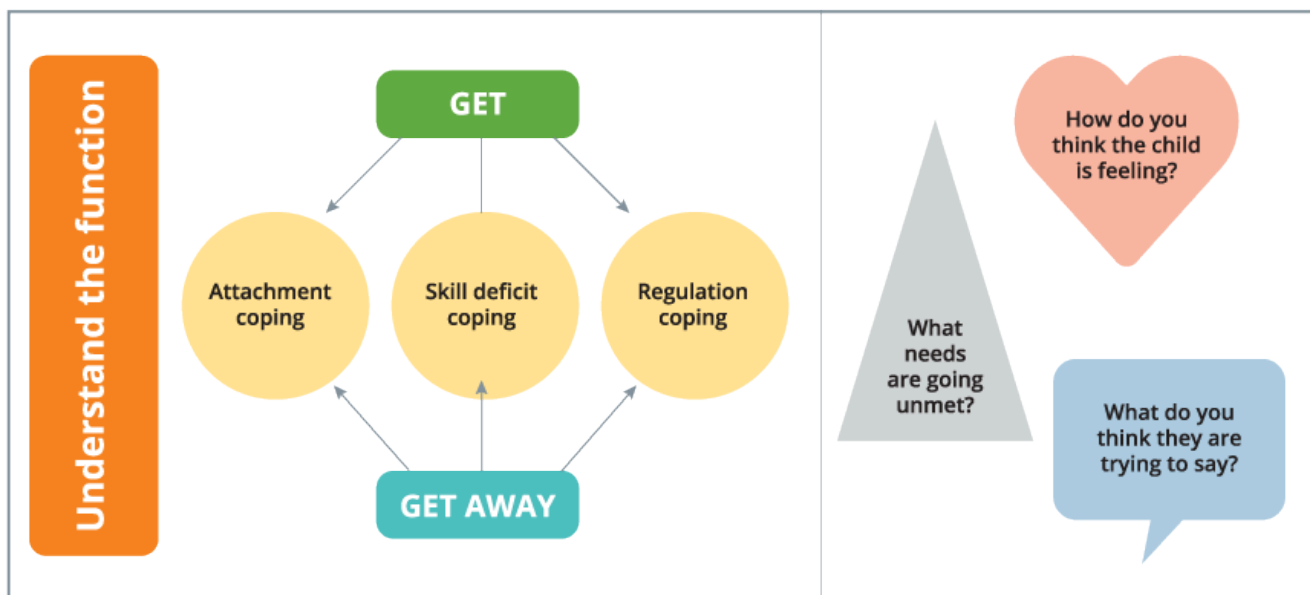 Understand the function
GET
Attachment
coping
Skill deficit
coping
Regulation
coping
GET AWAY
How do you
think the child
is feeling?
What
needs
are going
unmet?
What do you
think they are
trying to say?